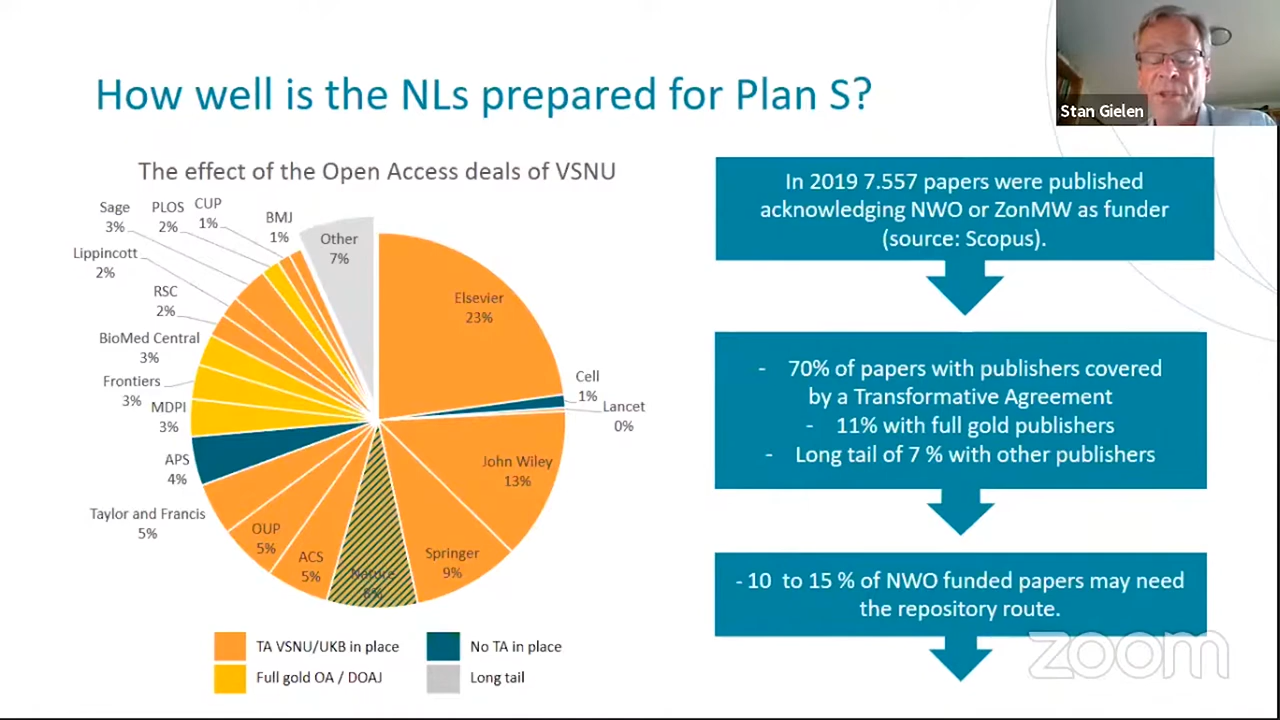 How well is the NLs prepared for Plan S?
Stan Gielen
The effect of the Open Access deals of VSNU
Sage
3%
PLOS
2%
CUP
1%
BMJ
1%
Other
7%
Lippincott
2%
RSC
2%
BioMed Central
3%
Frontiers
3%
MDPI
3%
APS
4%
Taylor and Francis
5%
OUP
5%
ACS
5%
Nature
Springer
9%
John Wiley
13%
Lancet
0%
Cell
1%
Elsevier
23%
TA VSNU/UKB in place
No TA in place
Full gold OA / DOAJ
Long tail
In 2019 7.557 papers were published
acknowledging NWO or ZonMW as funder
(source: Scopus).
- 70% of papers with publishers covered
by a Transformative Agreement
- 11% with full gold publishers
- Long tail of 7 % with other publishers
- 10 to 15 % of NWO funded papers may need
the repository route.
zoom